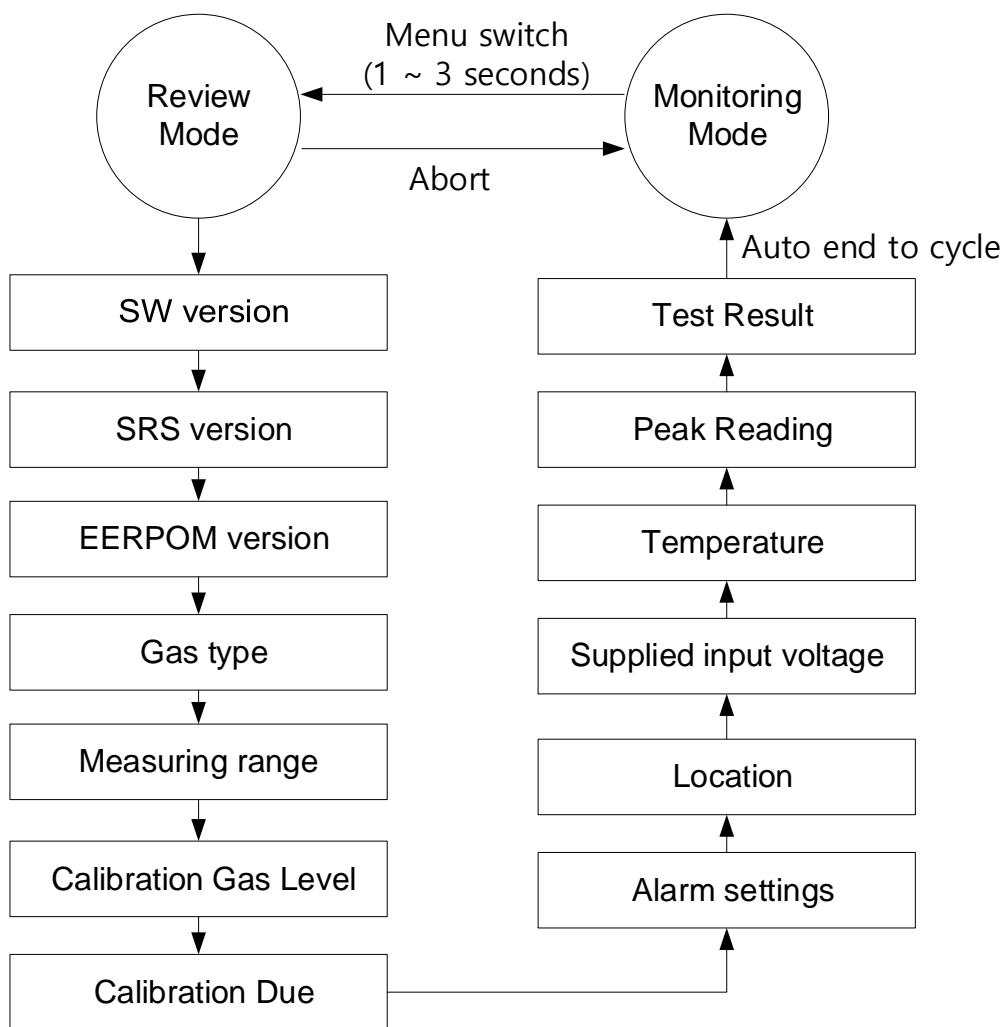 Menu switch
(1 ~ 3 seconds)
Review
Mode
Monitoring
Mode
Abort
Auto end to cycle
SW version
SRS version
EERPOM version
Gas type
Measuring range
Calibration Gas Level
Calibration Due
Alarm settings
Location
Supplied input voltage
Temperature
Peak Reading
Test Result